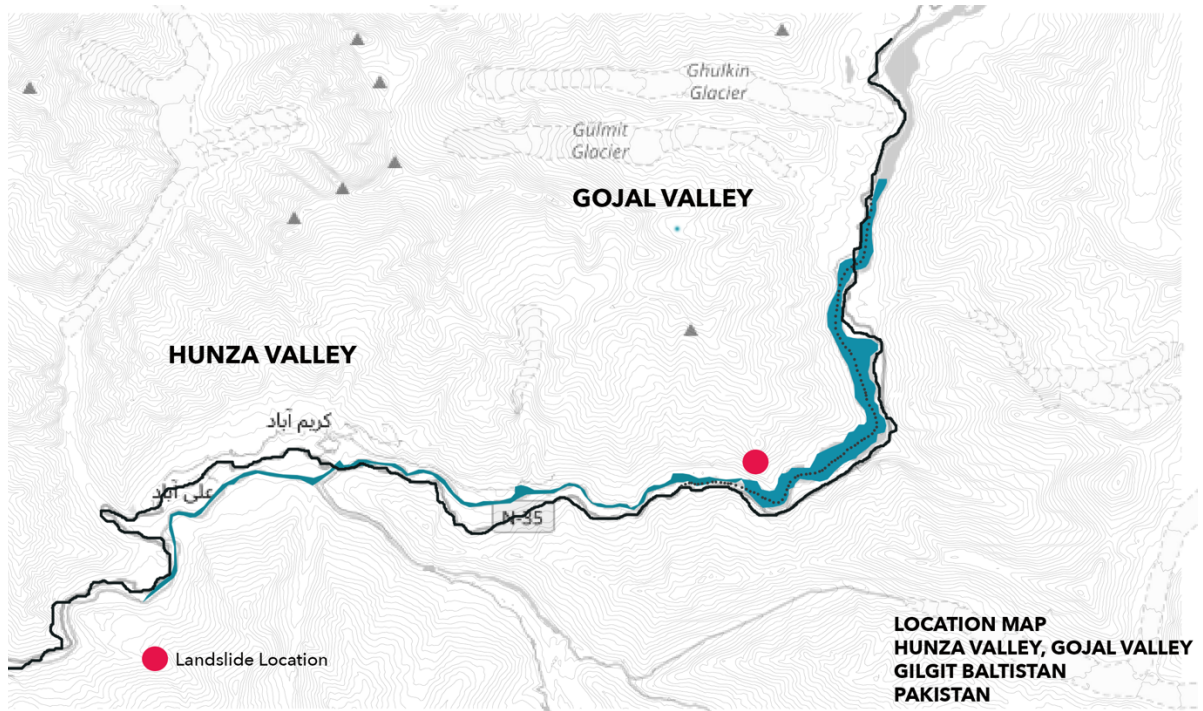 Ghulkin
Glacier
Gulmit
Glacier
GOJAL VALLEY
HUNZA VALLEY
کریم آباد
علی آباد
N-35
Landslide Location
LOCATION MAP
HUNZA VALLEY, GOJAL VALLEY
GILGIT BALTISTAN
PAKISTAN